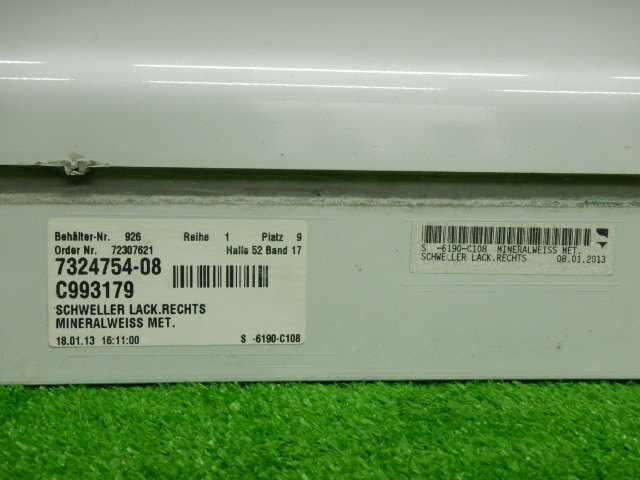 Behälter-Nr. 926 Reihe 1 Platz 9
Order Nr. 72307621 Halle 52 Band 17
7324754-08
C993179
SCHWELLER LACK.RECHTS
MINERALWEISS MET.
18.01.13 16:11:00 S -6190-C108
S -6190-C108 MINERALWEISS MET.
SCHWELLER LACK.RECHTS 08.01.2013